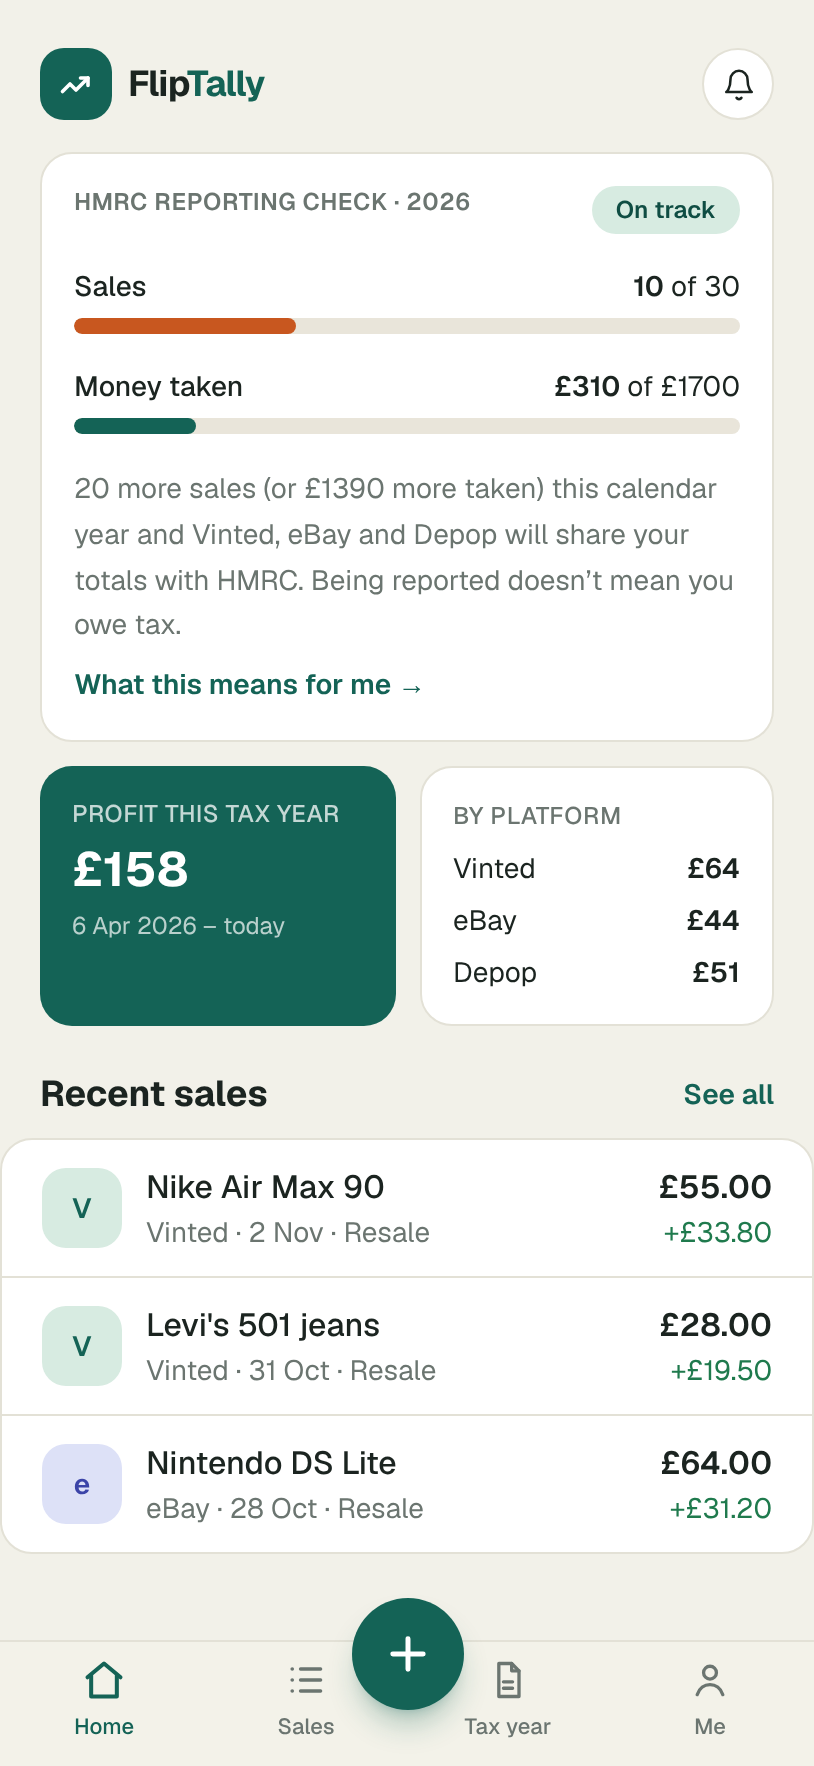 FlipTally
HMRC REPORTING CHECK · 2026
On track
Sales
10 of 30
Money taken
£310 of £1700
20 more sales (or £1390 more taken) this calendar
year and Vinted, eBay and Depop will share your
totals with HMRC. Being reported doesn’t mean you
owe tax.
What this means for me →
PROFIT THIS TAX YEAR
£158
6 Apr 2026 – today
BY PLATFORM
Vinted £64
eBay £44
Depop £51
Recent sales
See all
V
Nike Air Max 90
£55.00
Vinted · 2 Nov · Resale
+£33.80
V
Levi's 501 jeans
£28.00
Vinted · 31 Oct · Resale
+£19.50
e
Nintendo DS Lite
£64.00
eBay · 28 Oct · Resale
+£31.20
Home
Sales
Tax year
Me